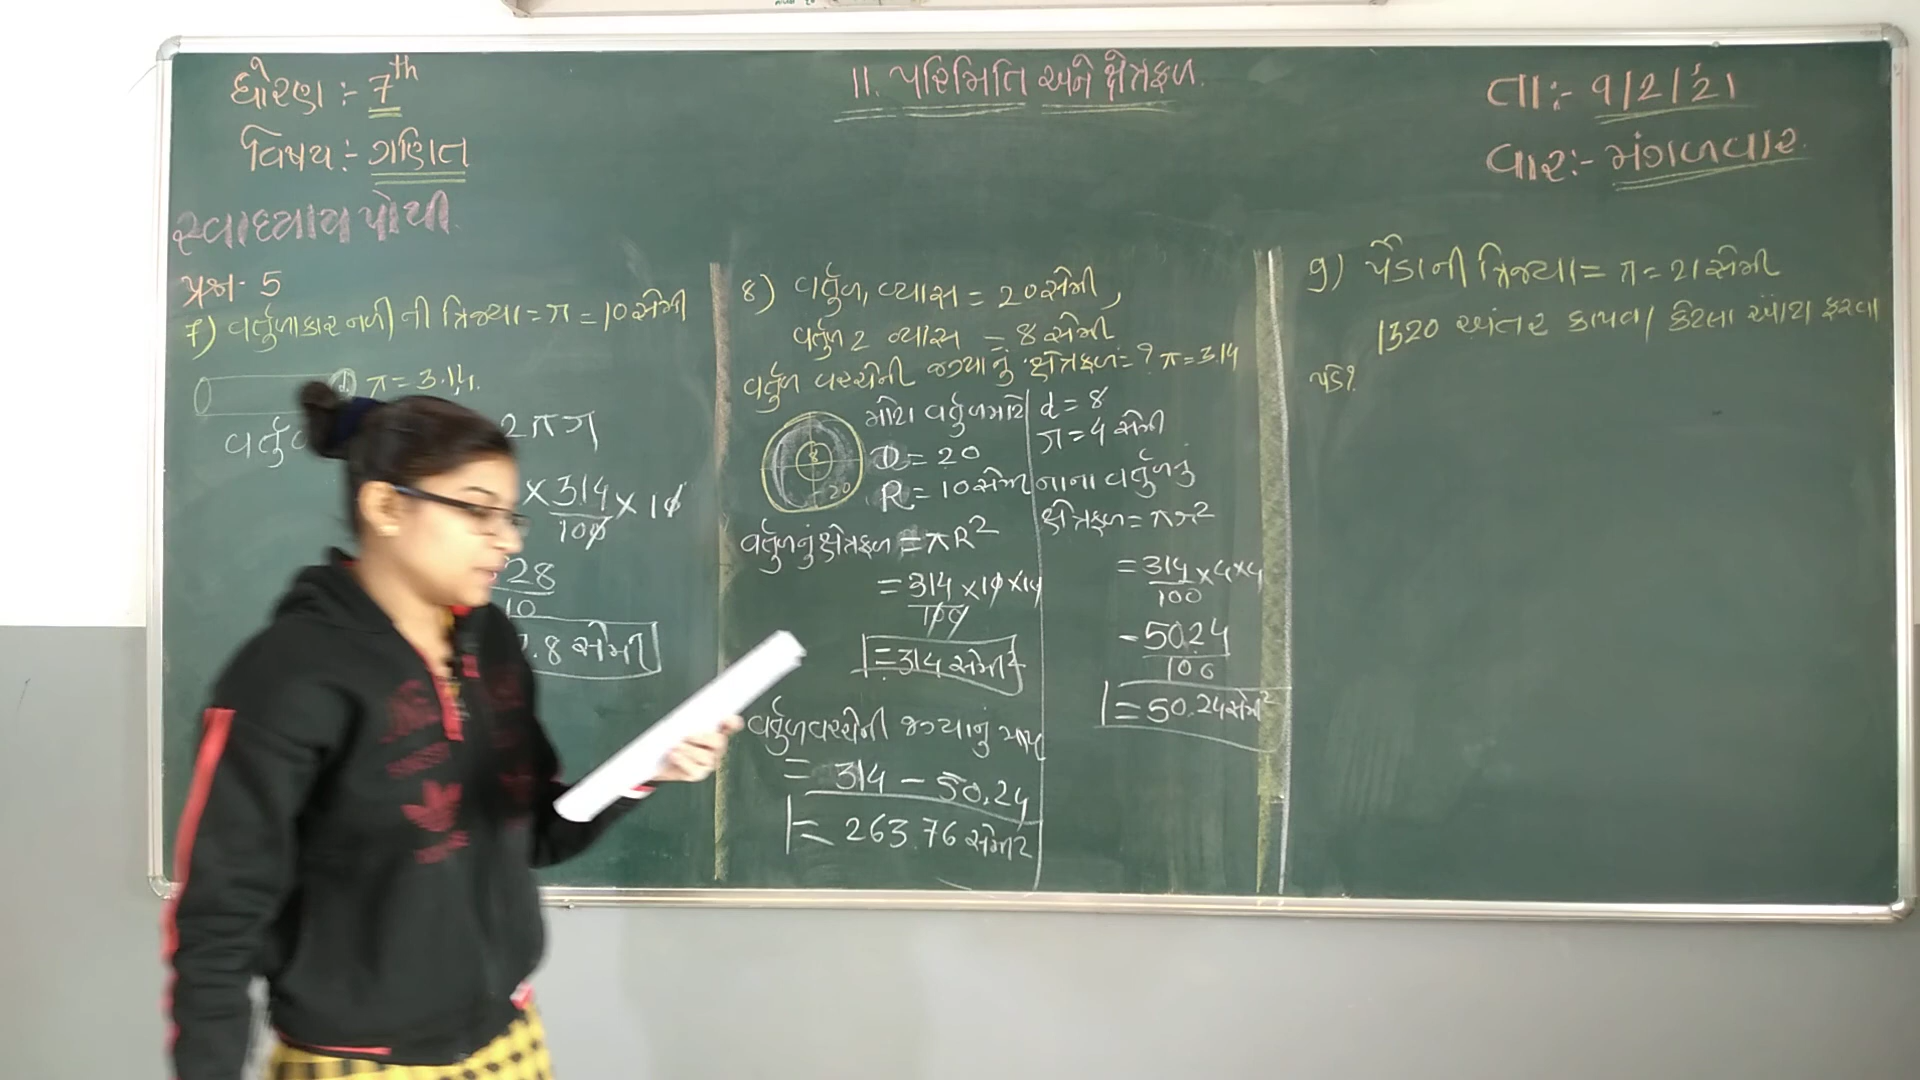 ધોરણ :- 7th
વિષય :- ગણિત
11. પરિમિતિ અને ક્ષેત્રફળ.
તા :- 9/2/'21
વાર :- મંગળવાર.
સ્વાધ્યાય પોથી.
પ્રશ્ન - 5
7) વર્તુળાકાર નળી ની ત્રિજ્યા = r = 10 સેમી
π = 3.14.
2πr
× 314/100 × 10
28
10
.8 સેમી
8) વર્તુળ, વ્યાસ = 20 સેમી,
વર્તુળ 2 વ્યાસ = 8 સેમી
વર્તુળ વચ્ચેની જગ્યાનું ક્ષેત્રફળ = ? π = 3.14
8
20
મોટા વર્તુળ માટે
D = 20
R = 10 સેમી
વર્તુળનું ક્ષેત્રફળ = πR²
= 314/100 × 10 × 10
= 314 સેમી²
d = 8
r = 4 સેમી
નાના વર્તુળનું
ક્ષેત્રફળ = πr²
= 314/100 × 4 × 4
- 5024/100
= 50.24 સેમી²
વર્તુળ વચ્ચેની જગ્યાનું માપ
= 314 - 50.24
= 263.76 સેમી2
9) પૈડાની ત્રિજ્યા = r = 21 સેમી
1320 અંતર કાપવા કેટલા આંટા ફરવા
પડે?